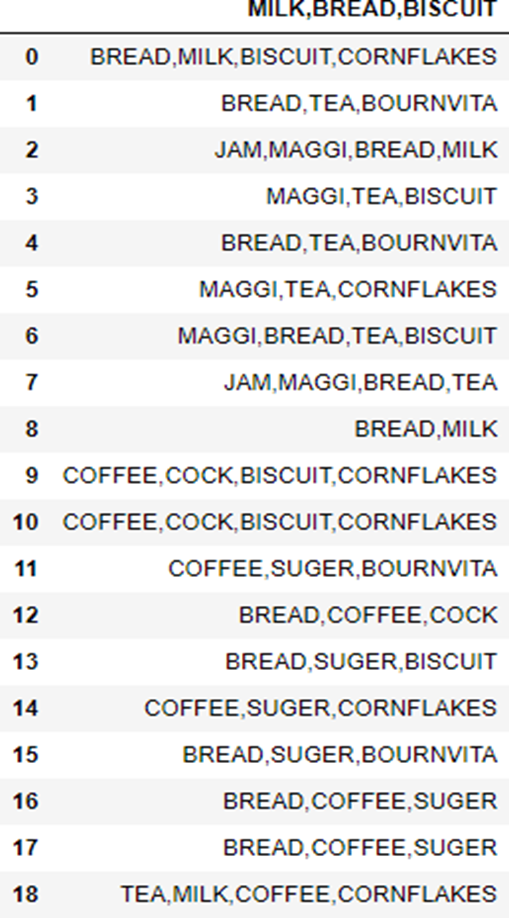 MILK,BREAD,BISCUIT
0 BREAD,MILK,BISCUIT,CORNFLAKES
1 BREAD,TEA,BOURNVITA
2 JAM,MAGGI,BREAD,MILK
3 MAGGI,TEA,BISCUIT
4 BREAD,TEA,BOURNVITA
5 MAGGI,TEA,CORNFLAKES
6 MAGGI,BREAD,TEA,BISCUIT
7 JAM,MAGGI,BREAD,TEA
8 BREAD,MILK
9 COFFEE,COCK,BISCUIT,CORNFLAKES
10 COFFEE,COCK,BISCUIT,CORNFLAKES
11 COFFEE,SUGER,BOURNVITA
12 BREAD,COFFEE,COCK
13 BREAD,SUGER,BISCUIT
14 COFFEE,SUGER,CORNFLAKES
15 BREAD,SUGER,BOURNVITA
16 BREAD,COFFEE,SUGER
17 BREAD,COFFEE,SUGER
18 TEA,MILK,COFFEE,CORNFLAKES